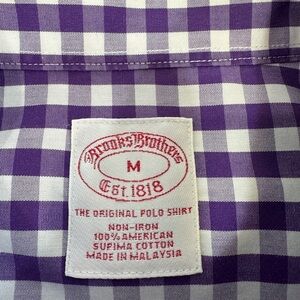 Brooks Brothers
M
Est. 1818
THE ORIGINAL POLO SHIRT
NON-IRON
100% AMERICAN
SUPIMA COTTON
MADE IN MALAYSIA